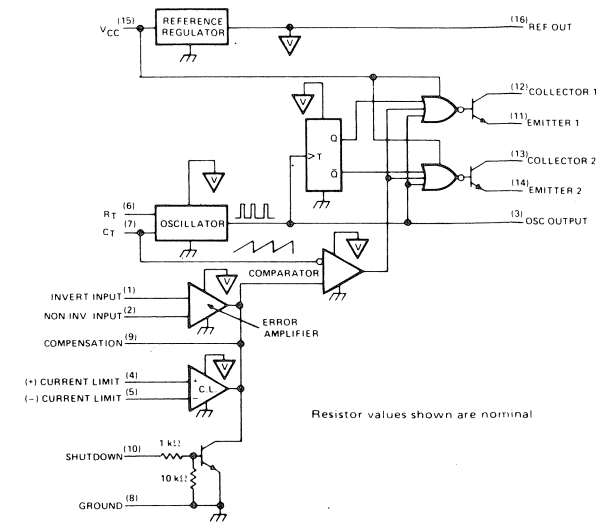 (16)
REF OUT
V_CC (15)
REFERENCE
REGULATOR
V
(12)
COLLECTOR 1
(11)
EMITTER 1
V
Q
> T
Q̄
(13)
COLLECTOR 2
(14)
EMITTER 2
V
R_T (6)
C_T (7)
OSCILLATOR
(3)
OSC OUTPUT
V
COMPARATOR
V
INVERT INPUT (1)
NON INV INPUT (2)
ERROR
AMPLIFIER
COMPENSATION (9)
V
(+) CURRENT LIMIT (4)
(−) CURRENT LIMIT (5)
+
C.L.
−
Resistor values shown are nominal
1 kΩ
SHUTDOWN (10)
10 kΩ
GROUND (8)